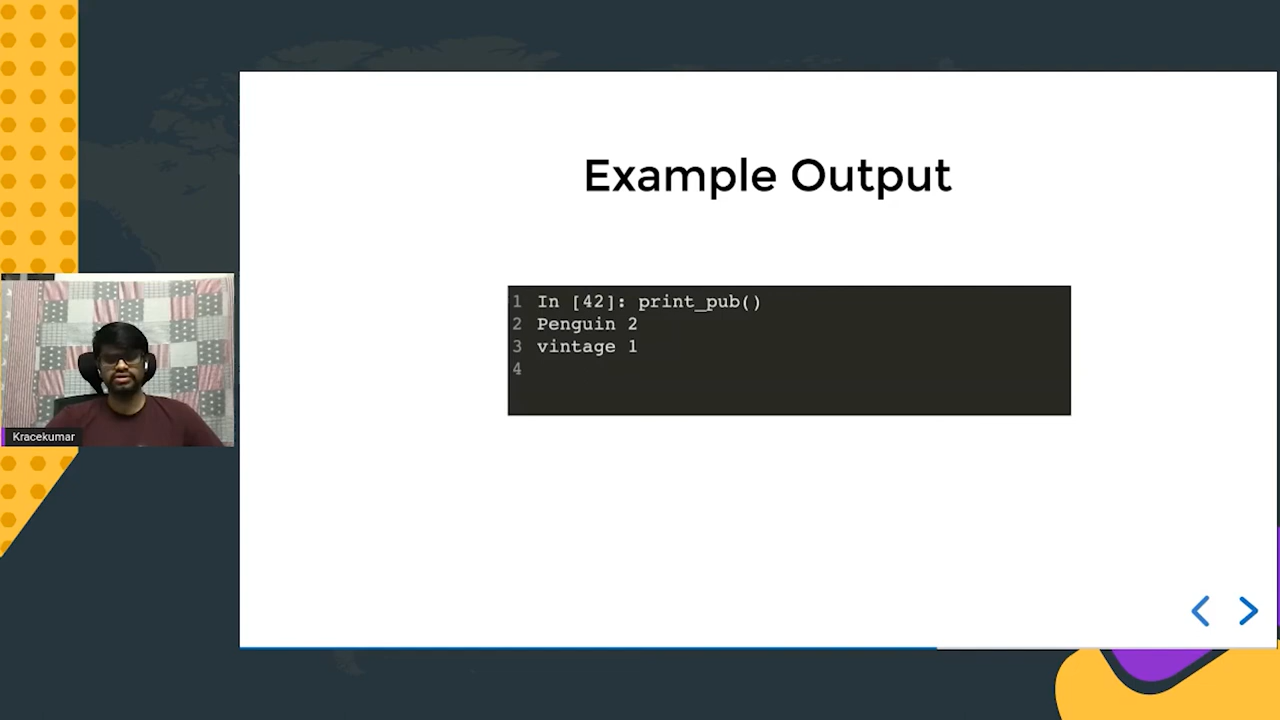 Example Output
1 In [42]: print_pub()
2 Penguin 2
3 vintage 1
4
Kracekumar